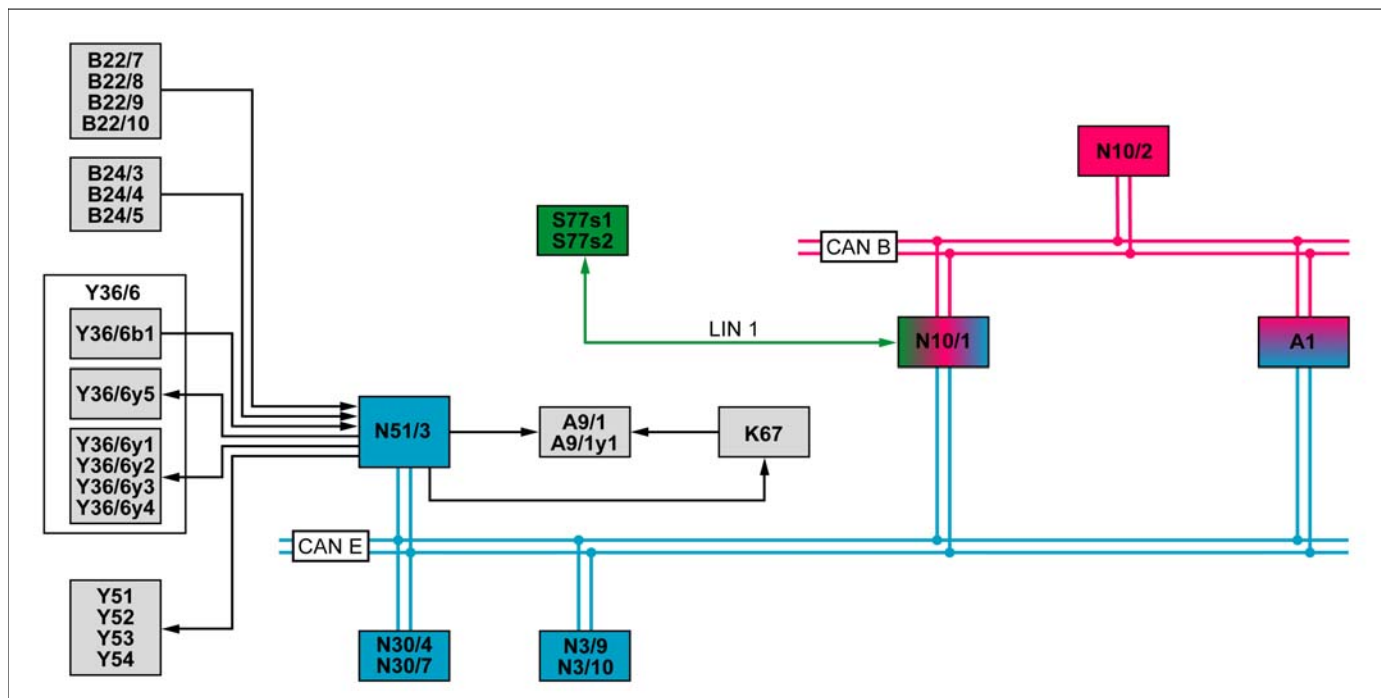 B22/7
B22/8
B22/9
B22/10
B24/3
B24/4
B24/5
Y36/6
Y36/6b1
Y36/6y5
Y36/6y1
Y36/6y2
Y36/6y3
Y36/6y4
Y51
Y52
Y53
Y54
N51/3
A9/1
A9/1y1
K67
S77s1
S77s2
LIN 1
N10/2
CAN B
N10/1
A1
CAN E
N30/4
N30/7
N3/9
N3/10